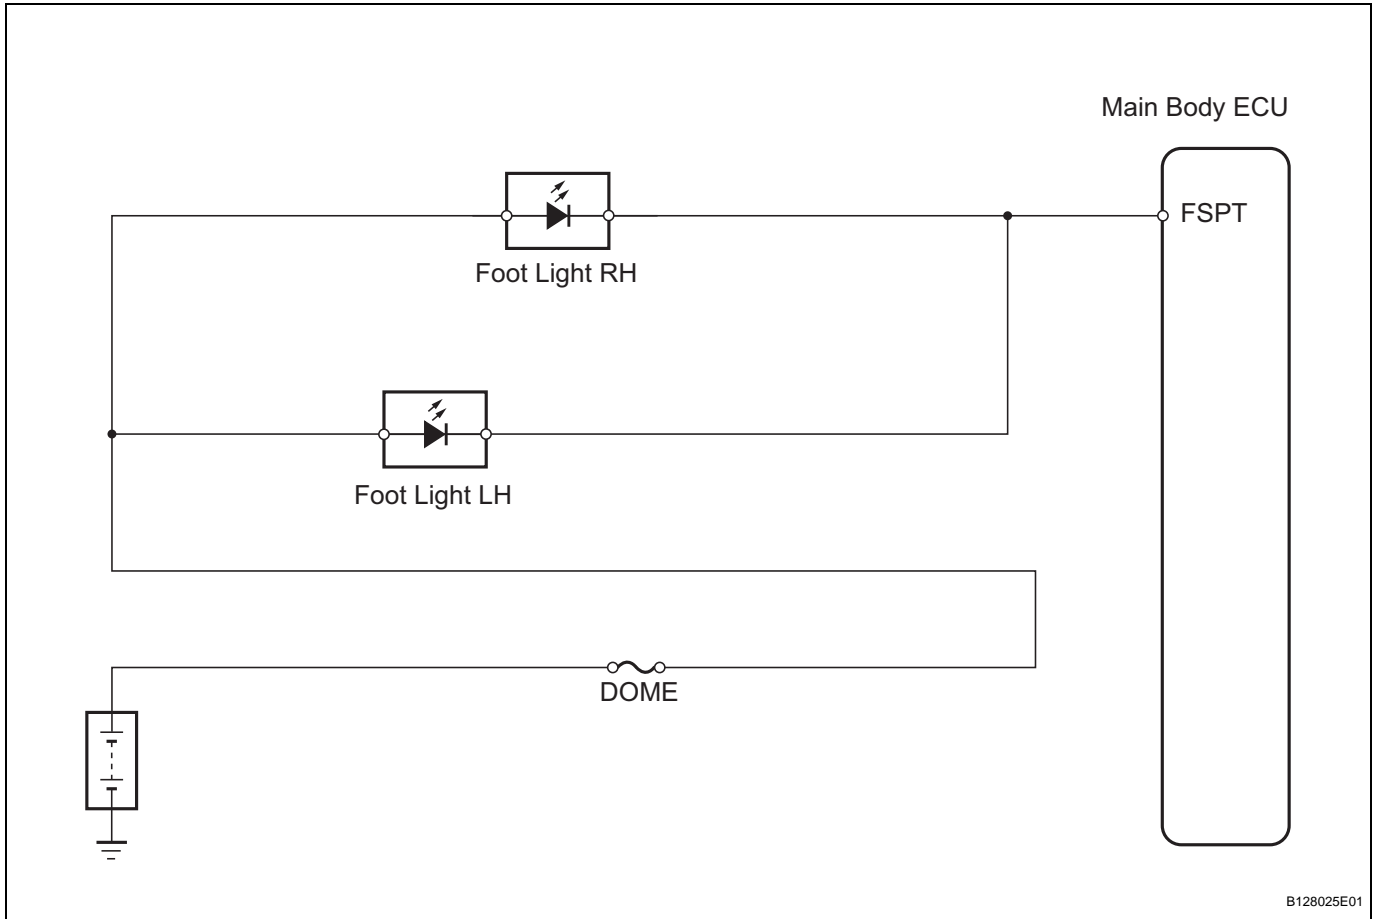 Main Body ECU
FSPT
Foot Light RH
Foot Light LH
DOME
B128025E01